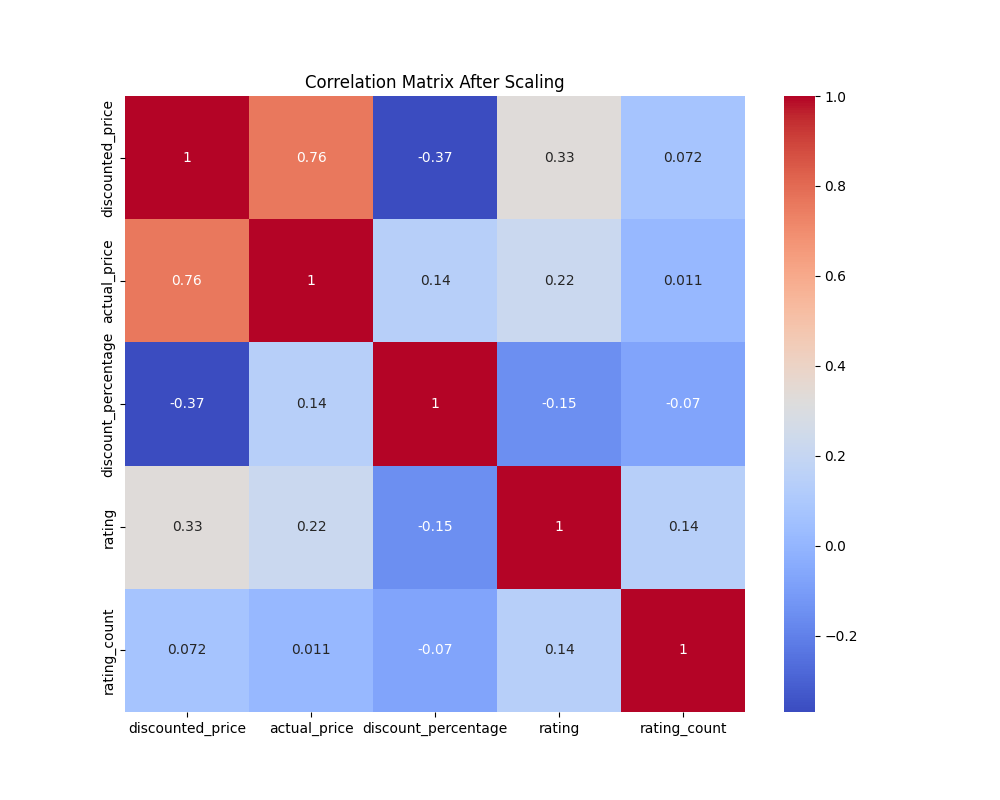 Correlation Matrix After Scaling
discounted_price
1
0.76
-0.37
0.33
0.072
actual_price
0.76
1
0.14
0.22
0.011
discount_percentage
-0.37
0.14
1
-0.15
-0.07
rating
0.33
0.22
-0.15
1
0.14
rating_count
0.072
0.011
-0.07
0.14
1
discounted_price
actual_price
discount_percentage
rating
rating_count
1.0
0.8
0.6
0.4
0.2
0.0
−0.2